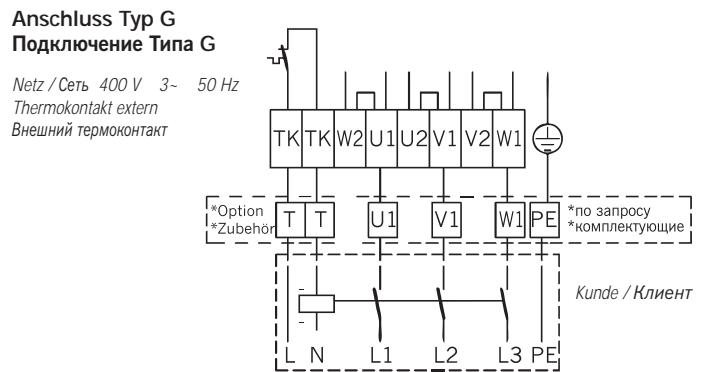 Anschluss Typ G
Подключение Типа G
Netz / Сеть 400 V 3~ 50 Hz
Thermokontakt extern
Внешний термоконтакт
TK TK W2 U1 U2 V1 V2 W1
*Option
*Zubehör
T T U1 V1 W1 PE
*по запросу
*комплектующие
Kunde / Клиент
L N L1 L2 L3 PE